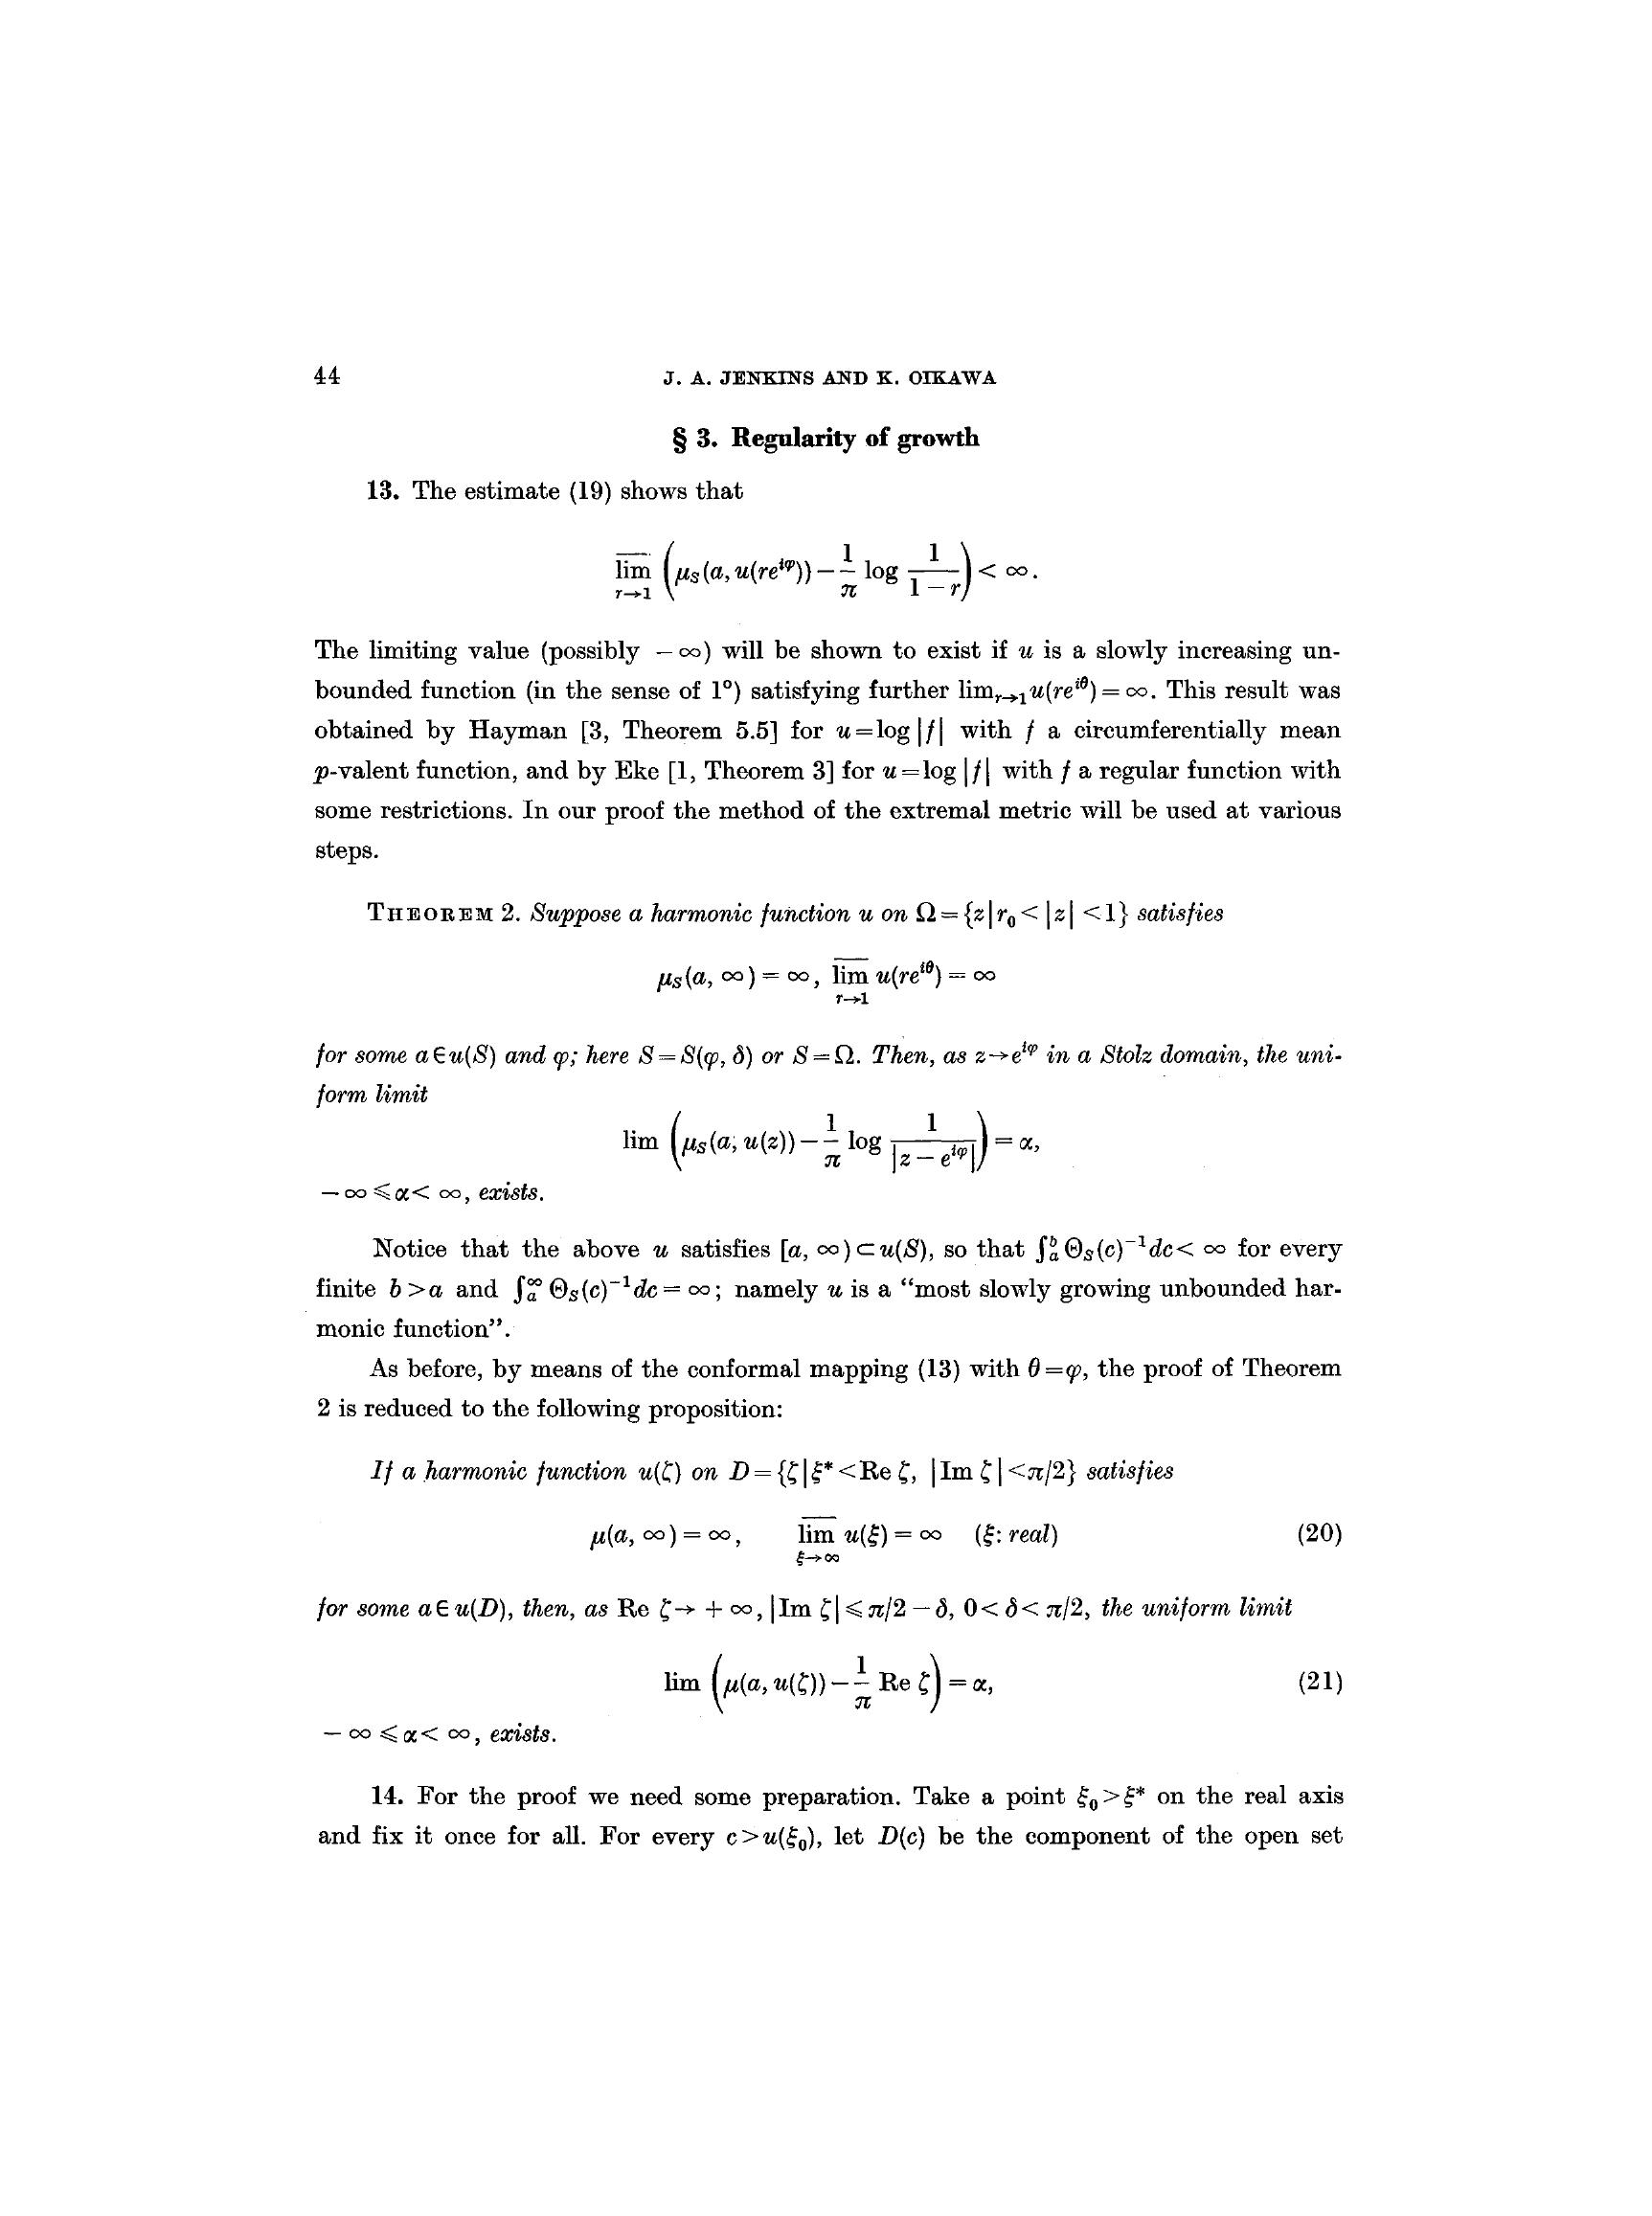 44 J. A. JENKINS AND K. OIKAWA
§ 3. Regularity of growth
13. The estimate (19) shows that
$\overline{\lim}_{r \to 1} \left( \mu_S(a, u(re^{i\varphi})) - \frac{1}{\pi} \log \frac{1}{1-r} \right) < \infty.$
The limiting value (possibly $-\infty$) will be shown to exist if u is a slowly increasing un-
bounded function (in the sense of 1°) satisfying further $\lim_{r \to 1} u(re^{i\theta}) = \infty$. This result was
obtained by Hayman [3, Theorem 5.5] for $u = \log |f|$ with f a circumferentially mean
p-valent function, and by Eke [1, Theorem 3] for $u = \log |f|$ with f a regular function with
some restrictions. In our proof the method of the extremal metric will be used at various
steps.
THEOREM 2. Suppose a harmonic function u on $\Omega = \{z | r_0 < |z| < 1\}$ satisfies
$\mu_S(a, \infty) = \infty, \overline{\lim}_{r \to 1} u(re^{i\theta}) = \infty$
for some $a \in u(S)$ and $\varphi$; here $S = S(\varphi, \delta)$ or $S = \Omega$. Then, as $z \to e^{i\varphi}$ in a Stolz domain, the uni-
form limit
$\lim \left( \mu_S(a, u(z)) - \frac{1}{\pi} \log \frac{1}{|z - e^{i\varphi}|} \right) = \alpha,$
$-\infty \leqslant \alpha < \infty$, exists.
Notice that the above u satisfies $[a, \infty) \subset u(S)$, so that $\int_a^b \Theta_S(c)^{-1} dc < \infty$ for every
finite $b > a$ and $\int_a^\infty \Theta_S(c)^{-1} dc = \infty$; namely u is a “most slowly growing unbounded har-
monic function”.
As before, by means of the conformal mapping (13) with $\theta = \varphi$, the proof of Theorem
2 is reduced to the following proposition:
If a harmonic function $u(\zeta)$ on $D = \{\zeta | \xi^* < \text{Re } \zeta, |\text{Im } \zeta| < \pi/2\}$ satisfies
$\mu(a, \infty) = \infty, \quad \overline{\lim}_{\xi \to \infty} u(\xi) = \infty \quad (\xi: real)$ (20)
for some $a \in u(D)$, then, as $\text{Re } \zeta \to +\infty, |\text{Im } \zeta| \leqslant \pi/2 - \delta, 0 < \delta < \pi/2$, the uniform limit
$\lim \left( \mu(a, u(\zeta)) - \frac{1}{\pi} \text{Re } \zeta \right) = \alpha,$ (21)
$-\infty \leqslant \alpha < \infty$, exists.
14. For the proof we need some preparation. Take a point $\xi_0 > \xi^*$ on the real axis
and fix it once for all. For every $c > u(\xi_0)$, let $D(c)$ be the component of the open set